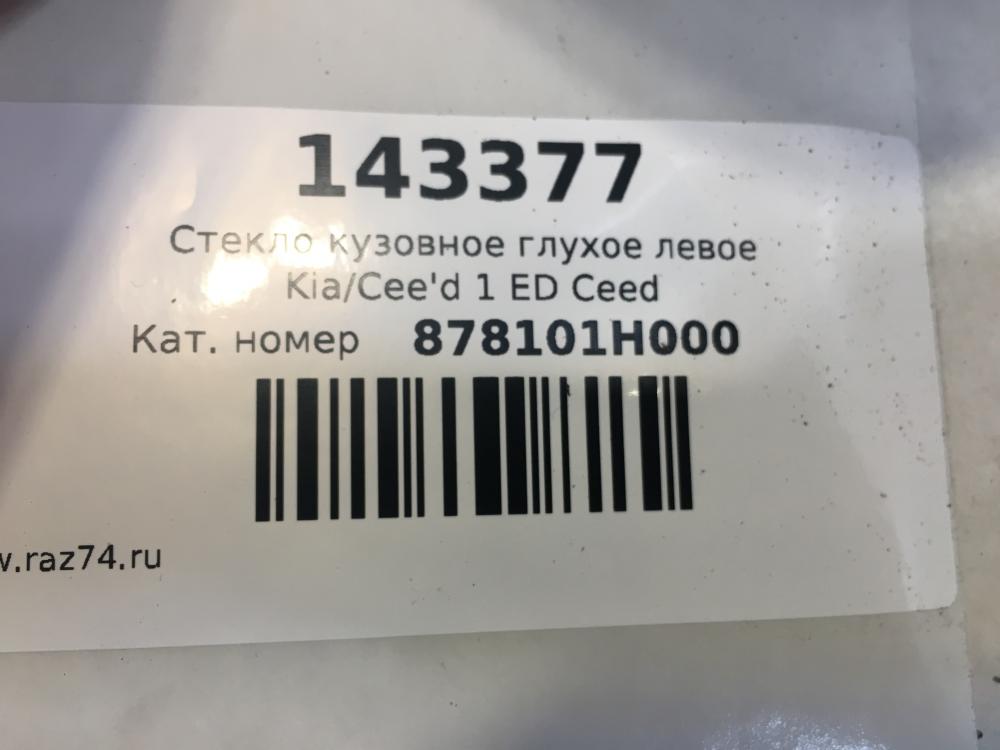 143377
Стекло кузовное глухое левое
Kia/Cee'd 1 ED Ceed
Кат. номер 878101H000
.raz74.ru